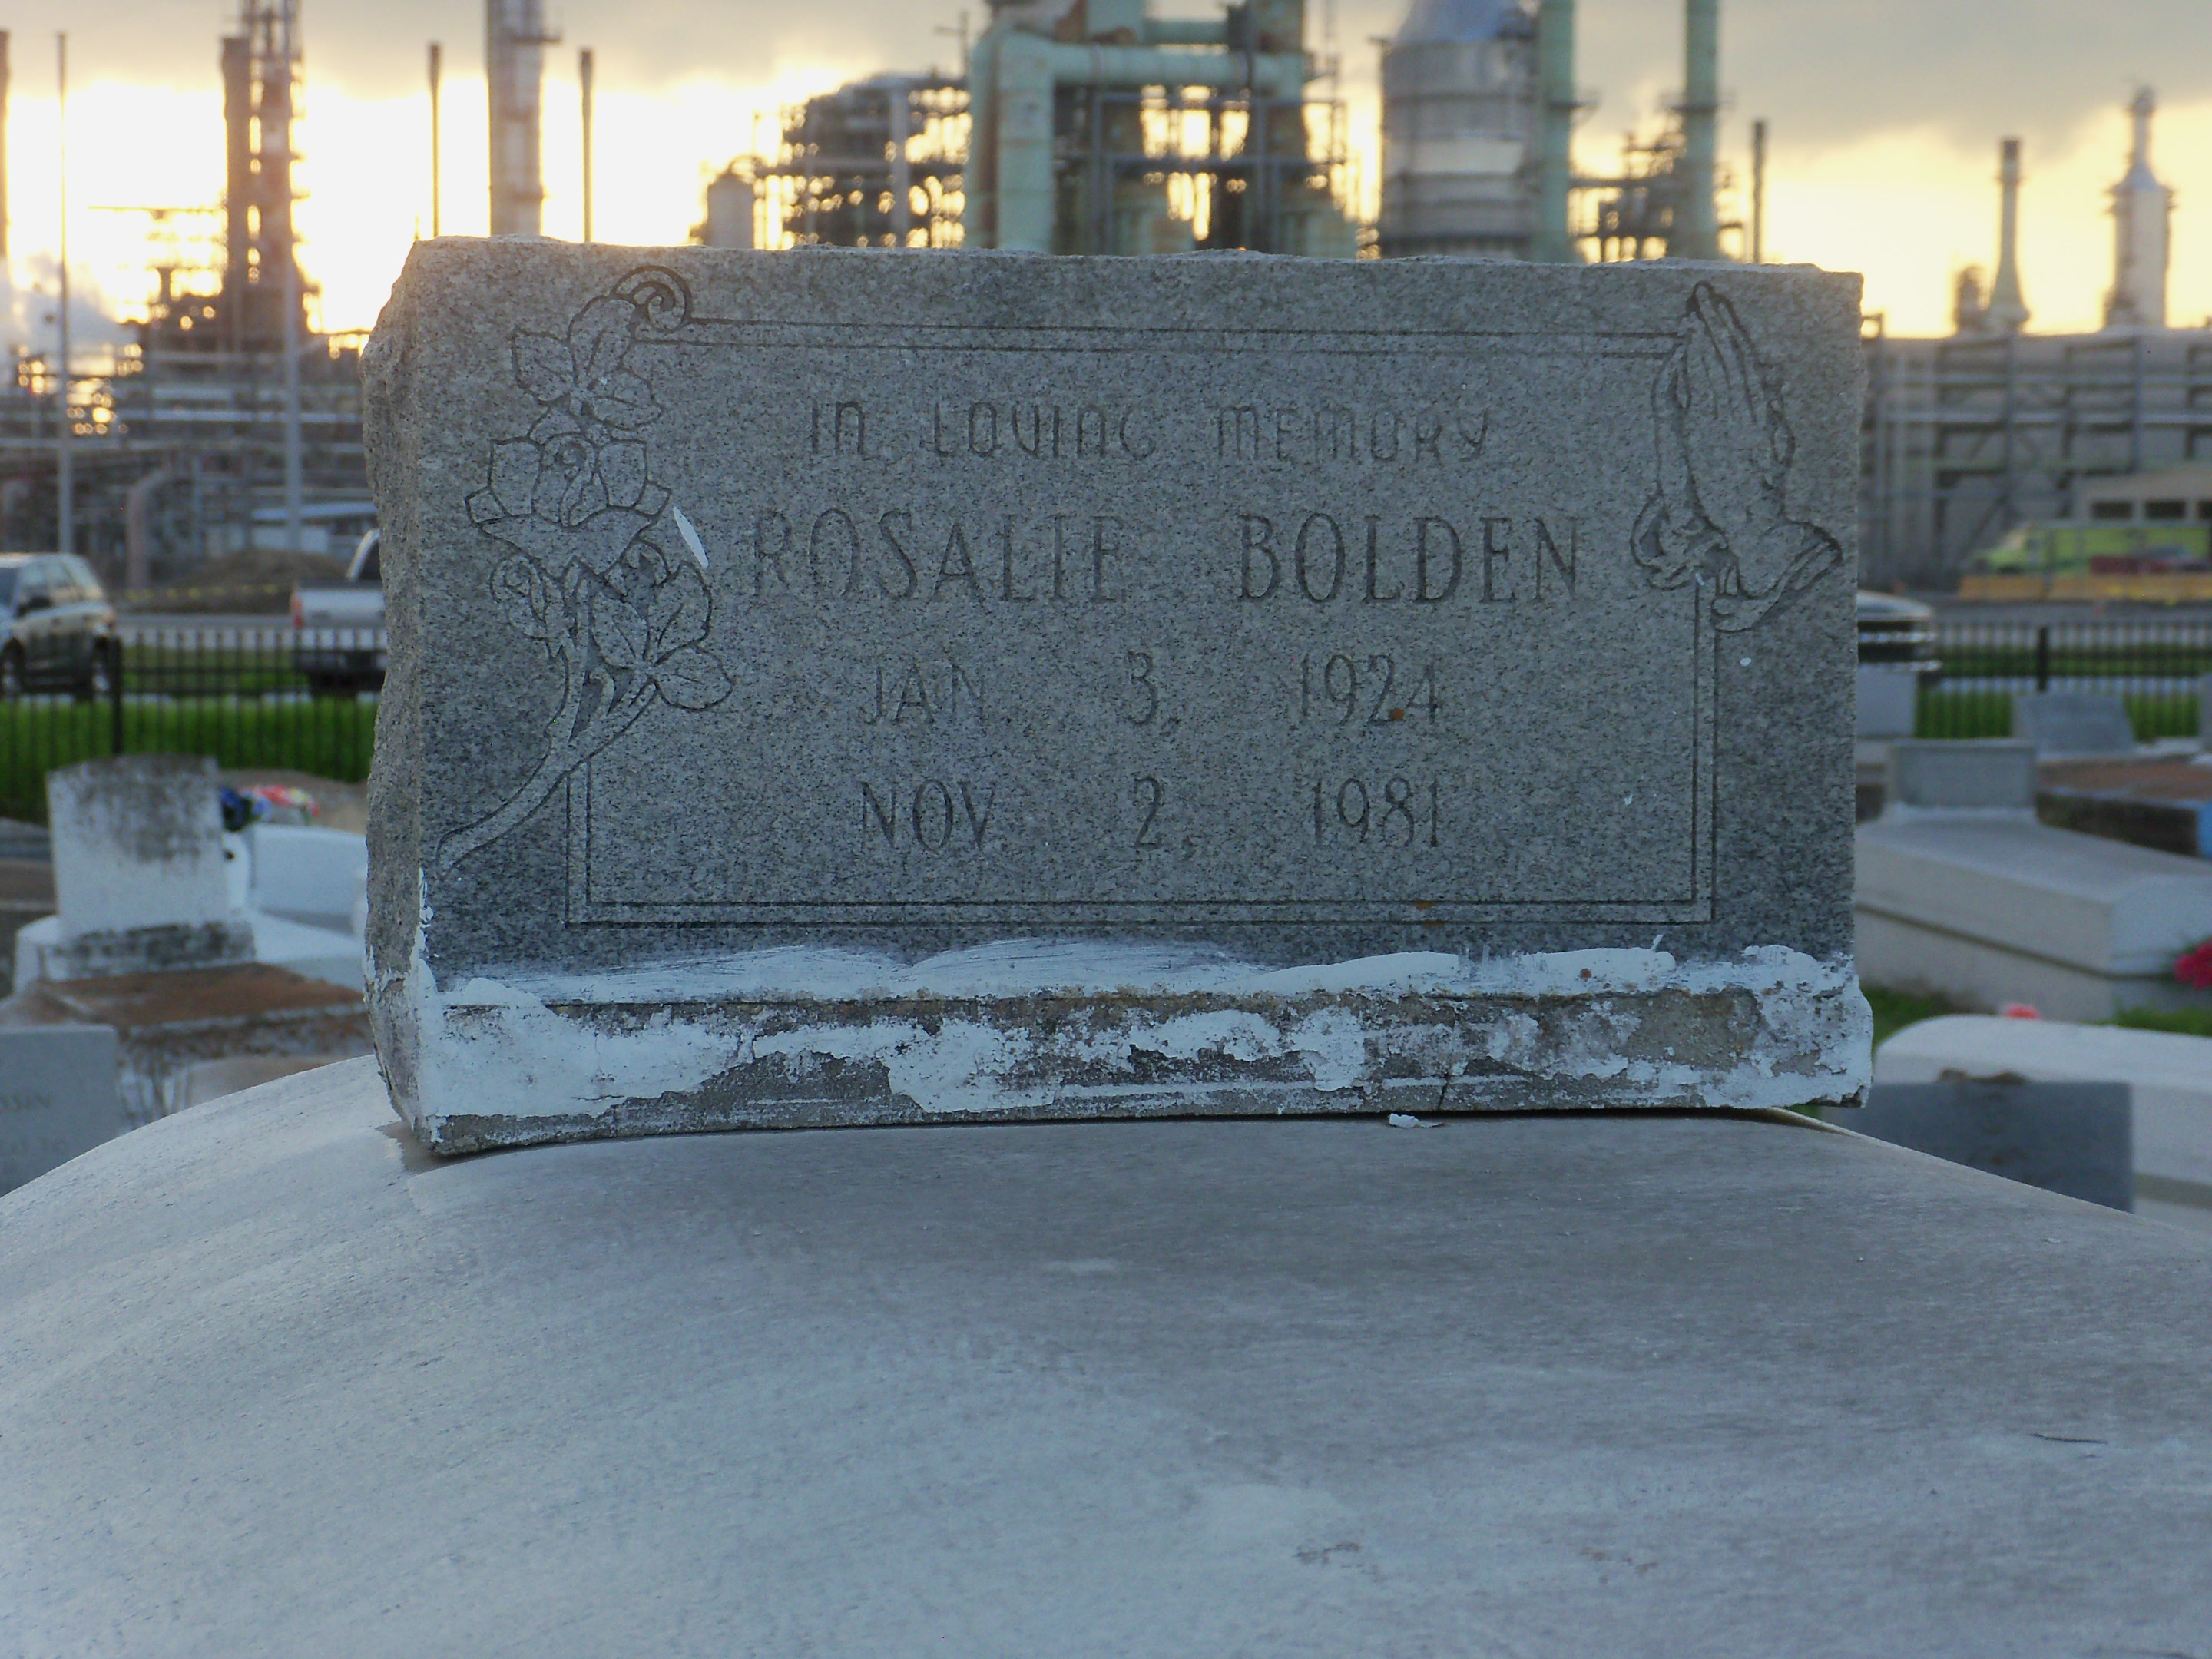 In Loving Memory
ROSALIE BOLDEN
JAN. 3, 1924
NOV 2, 1981